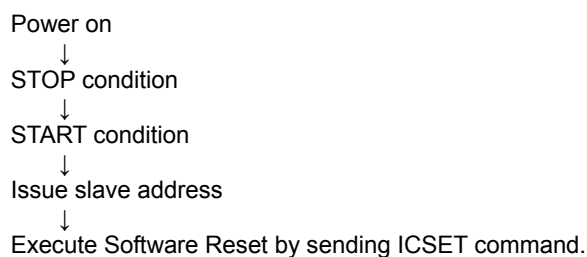 Power on
↓
STOP condition
↓
START condition
↓
Issue slave address
↓
Execute Software Reset by sending ICSET command.